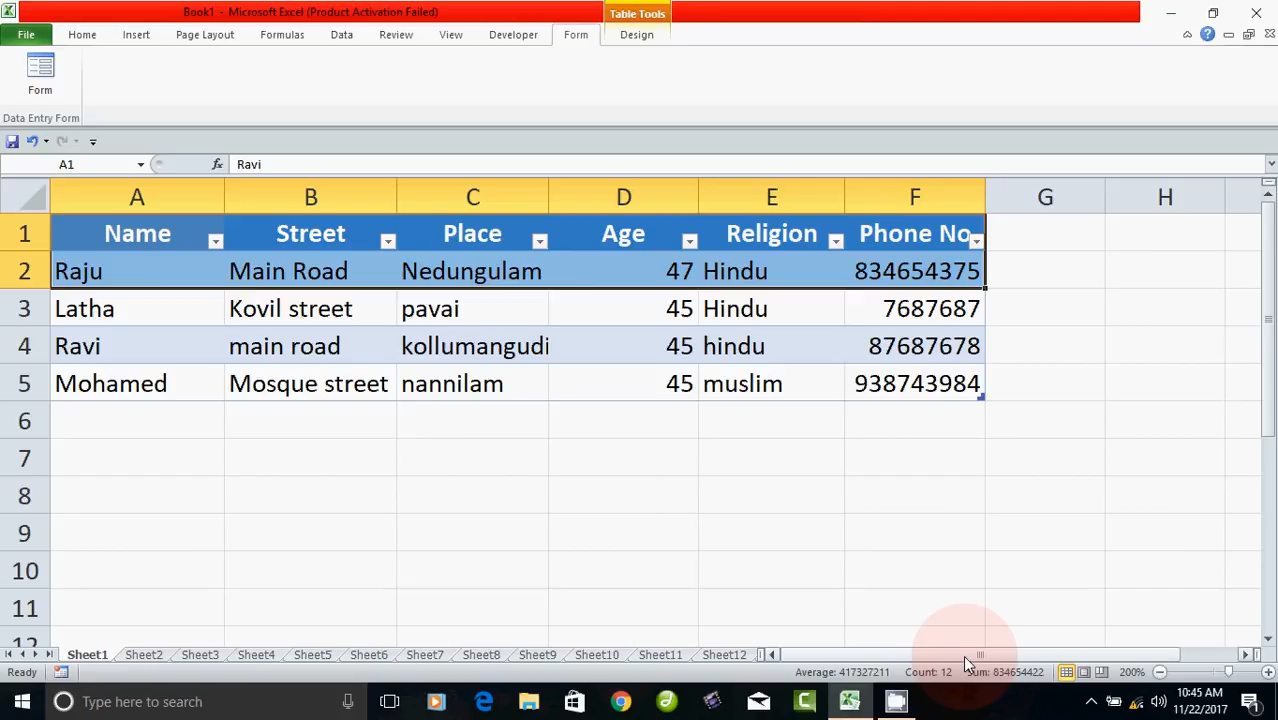 Book1 - Microsoft Excel (Product Activation Failed)
Table Tools
File Home Insert Page Layout Formulas Data Review View Developer Form Design
Form
Data Entry Form
A1 fx Ravi
A B C D E F G H
1 Name Street Place Age Religion Phone No
2 Raju Main Road Nedungulam 47 Hindu 834654375
3 Latha Kovil street pavai 45 Hindu 7687687
4 Ravi main road kollumangudi 45 hindu 87687678
5 Mohamed Mosque street nannilam 45 muslim 938743984
6
7
8
9
10
11
12
Sheet1 Sheet2 Sheet3 Sheet4 Sheet5 Sheet6 Sheet7 Sheet8 Sheet9 Sheet10 Sheet11 Sheet12
Ready Average: 417327211 Count: 12 Sum: 834654422 200%
Type here to search
10:45 AM
11/22/2017